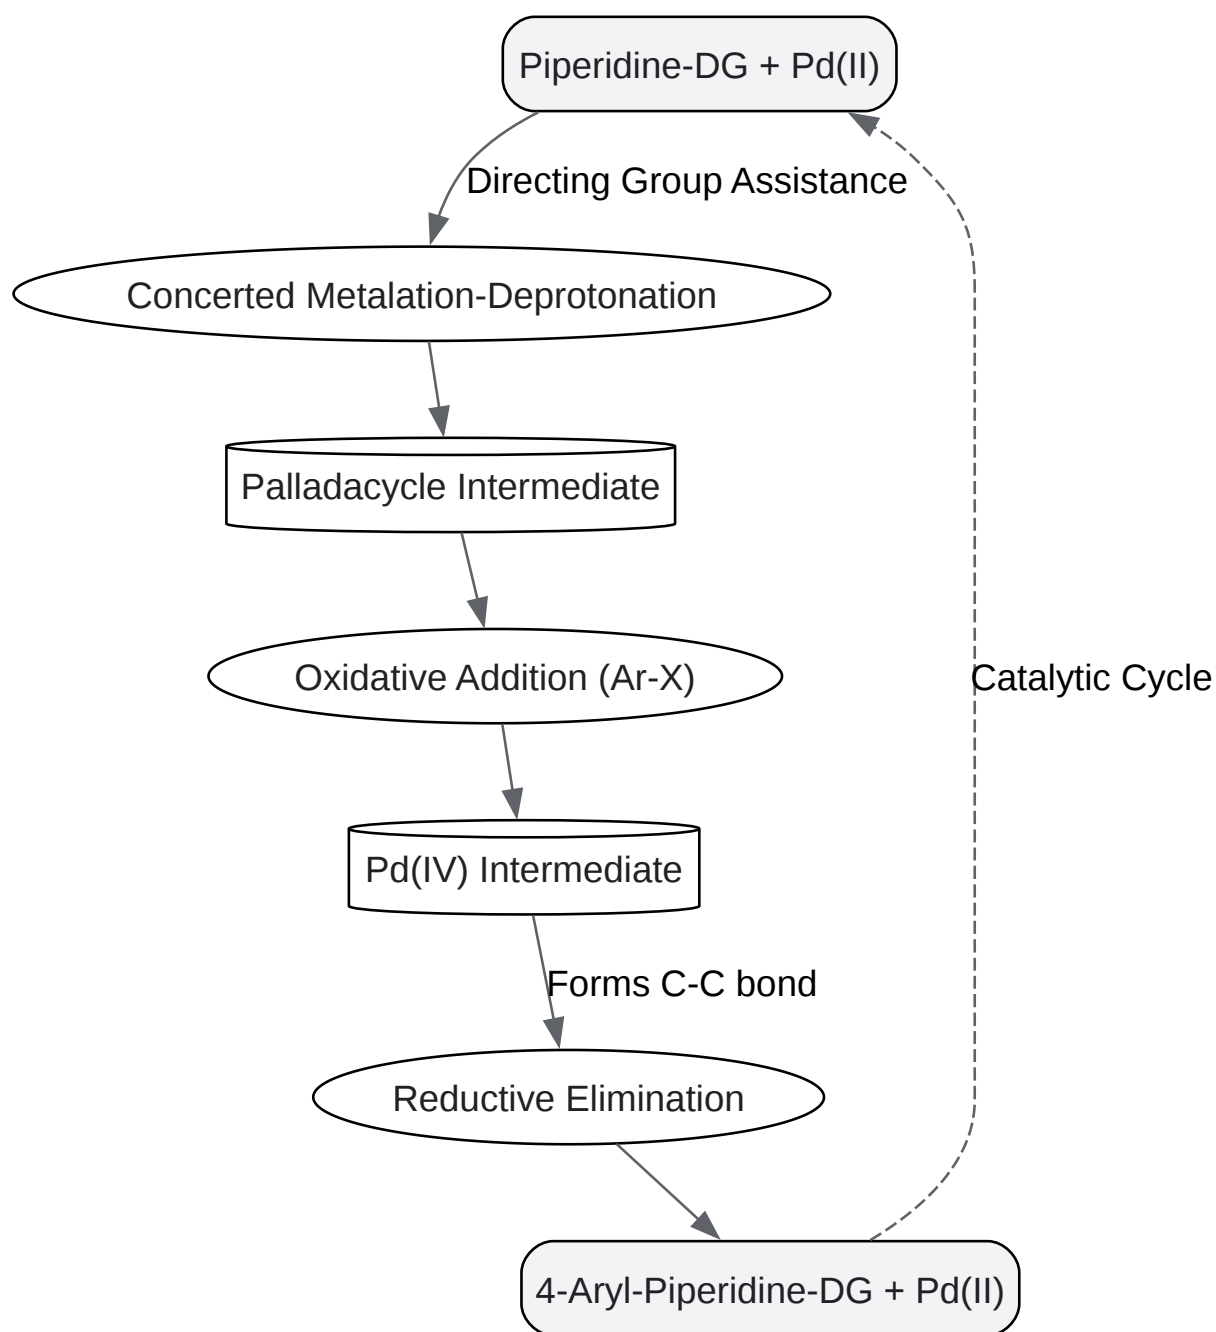 Piperidine-DG + Pd(II)
Directing Group Assistance
Concerted Metalation-Deprotonation
Palladacycle Intermediate
Oxidative Addition (Ar-X)
Catalytic Cycle
Pd(IV) Intermediate
Forms C-C bond
Reductive Elimination
4-Aryl-Piperidine-DG + Pd(II)